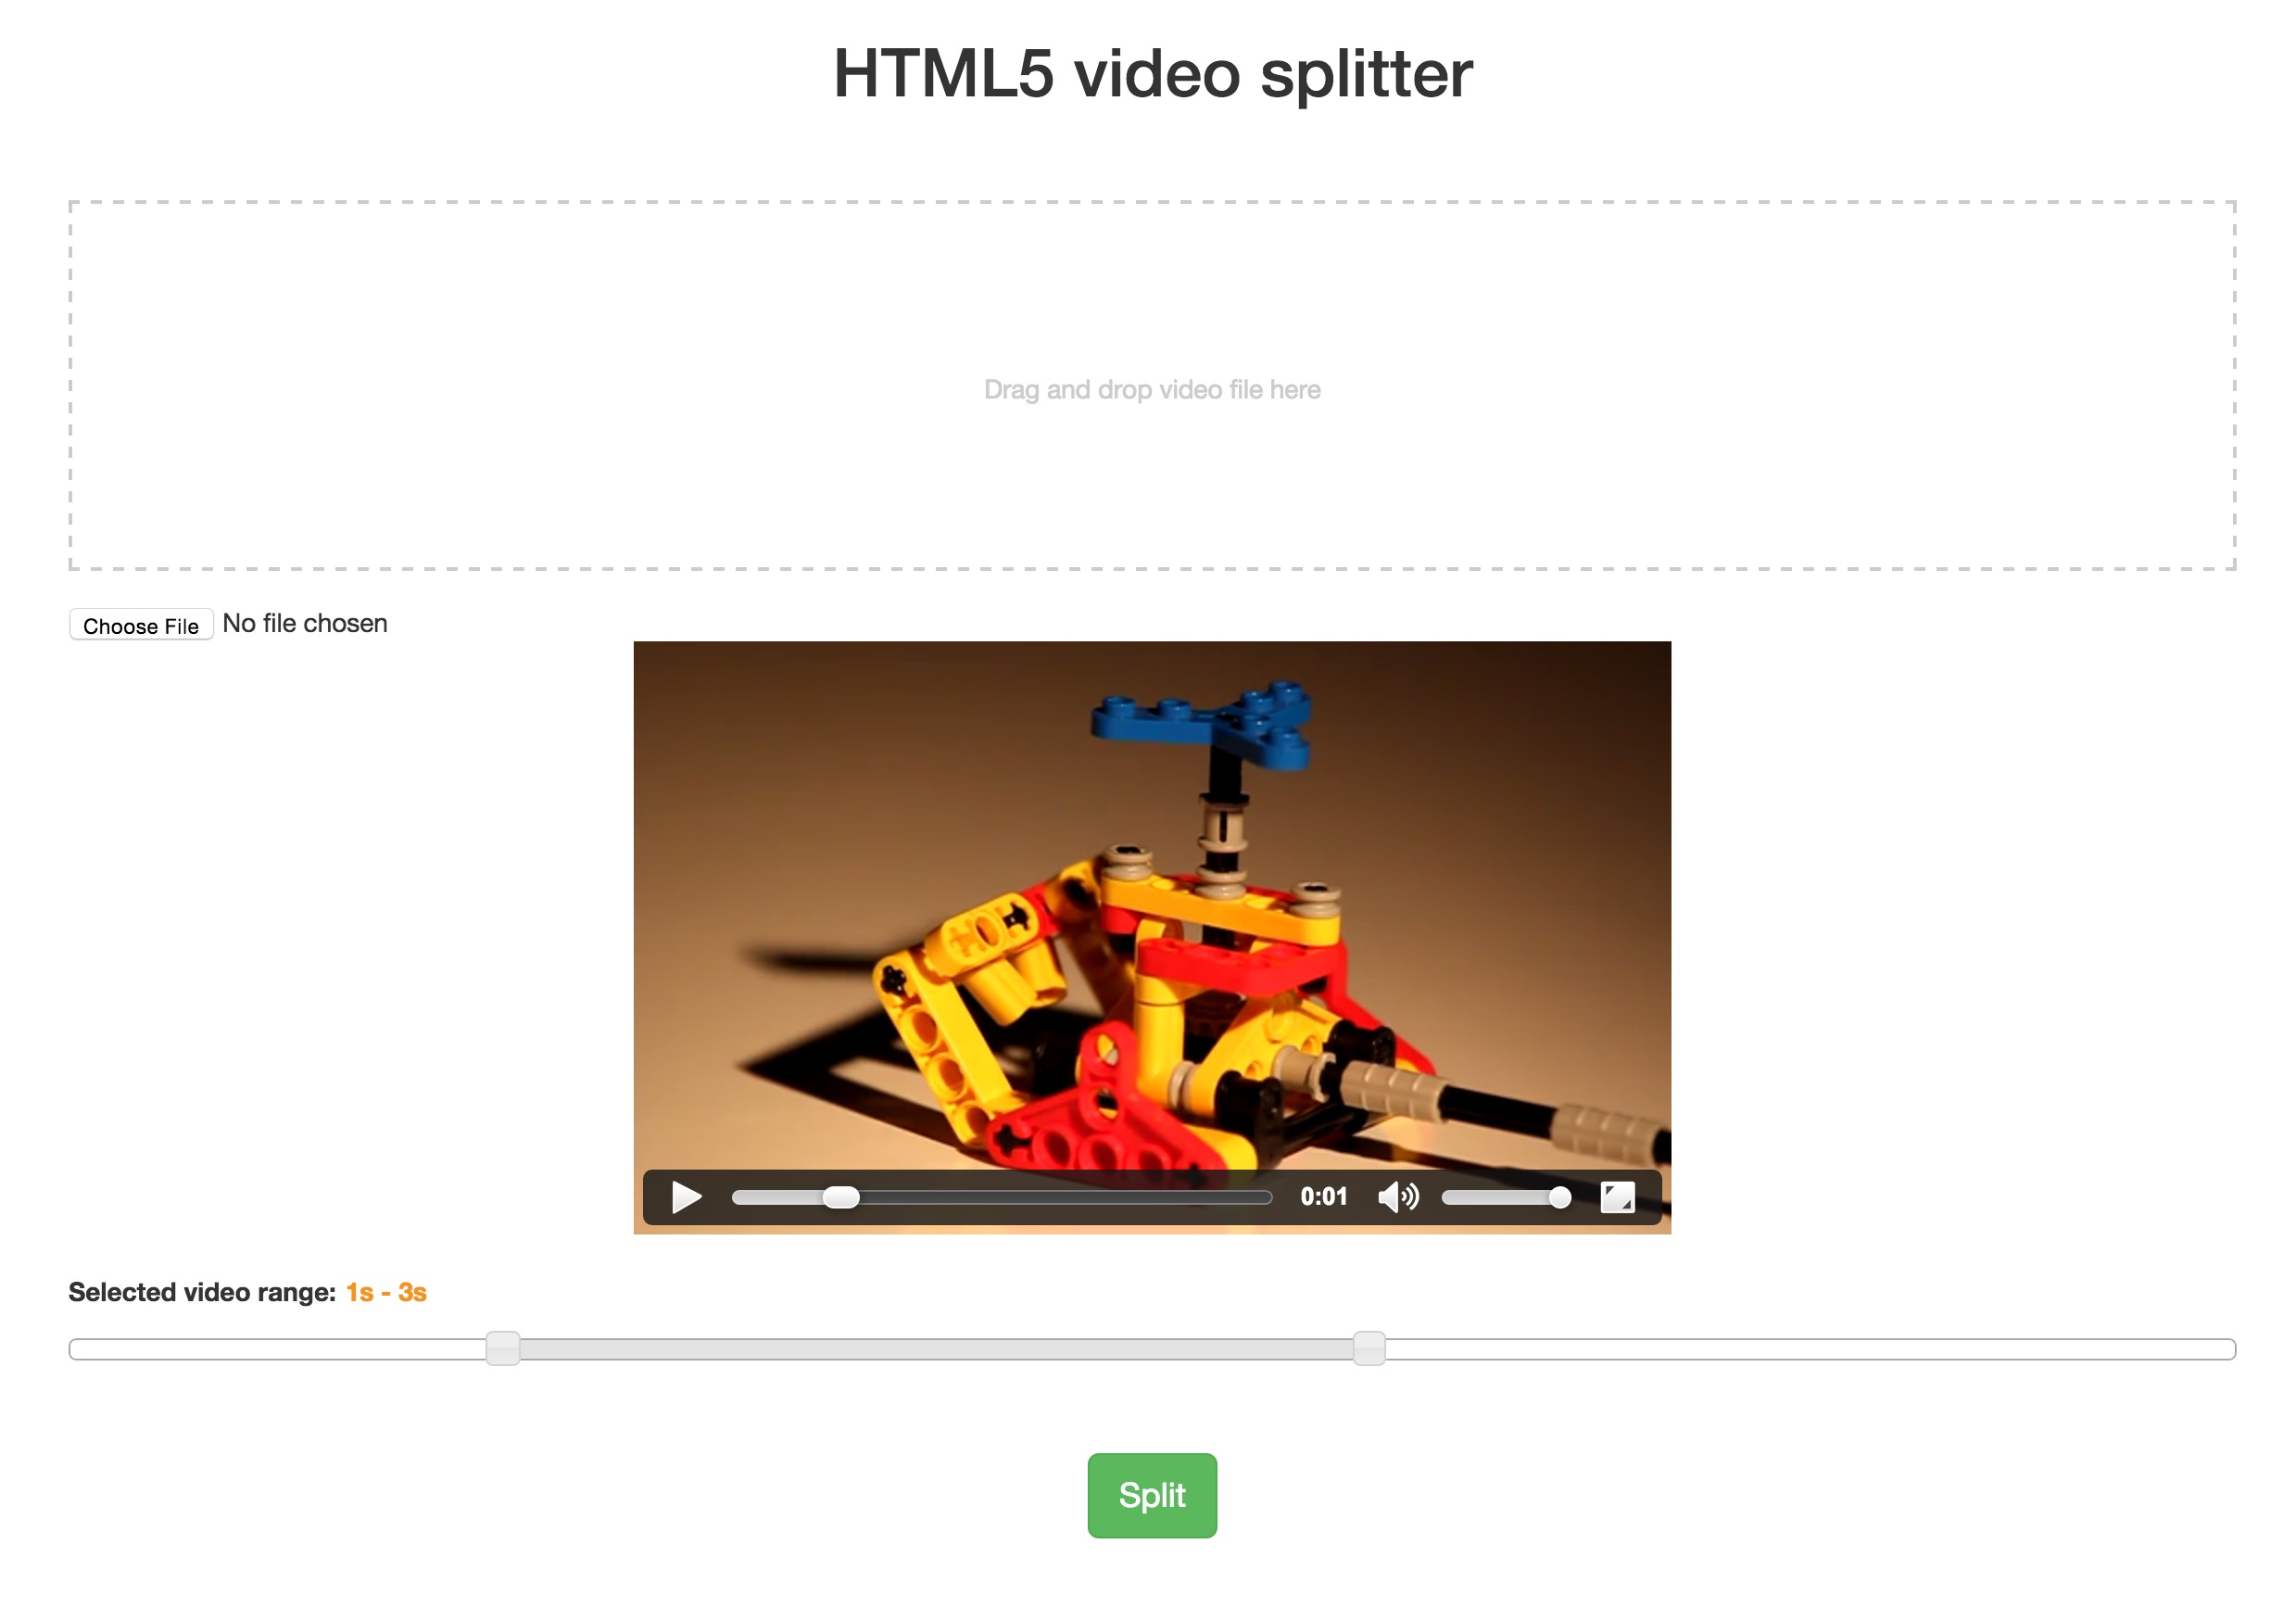 HTML5 video splitter
Drag and drop video file here
Choose File No file chosen
0:01
Selected video range: 1s - 3s
Split